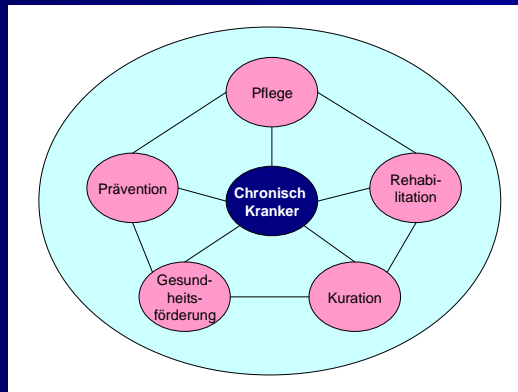 Pflege
Prävention
Chronisch
Kranker
Rehabi-
litation
Gesund-
heits-
förderung
Kuration